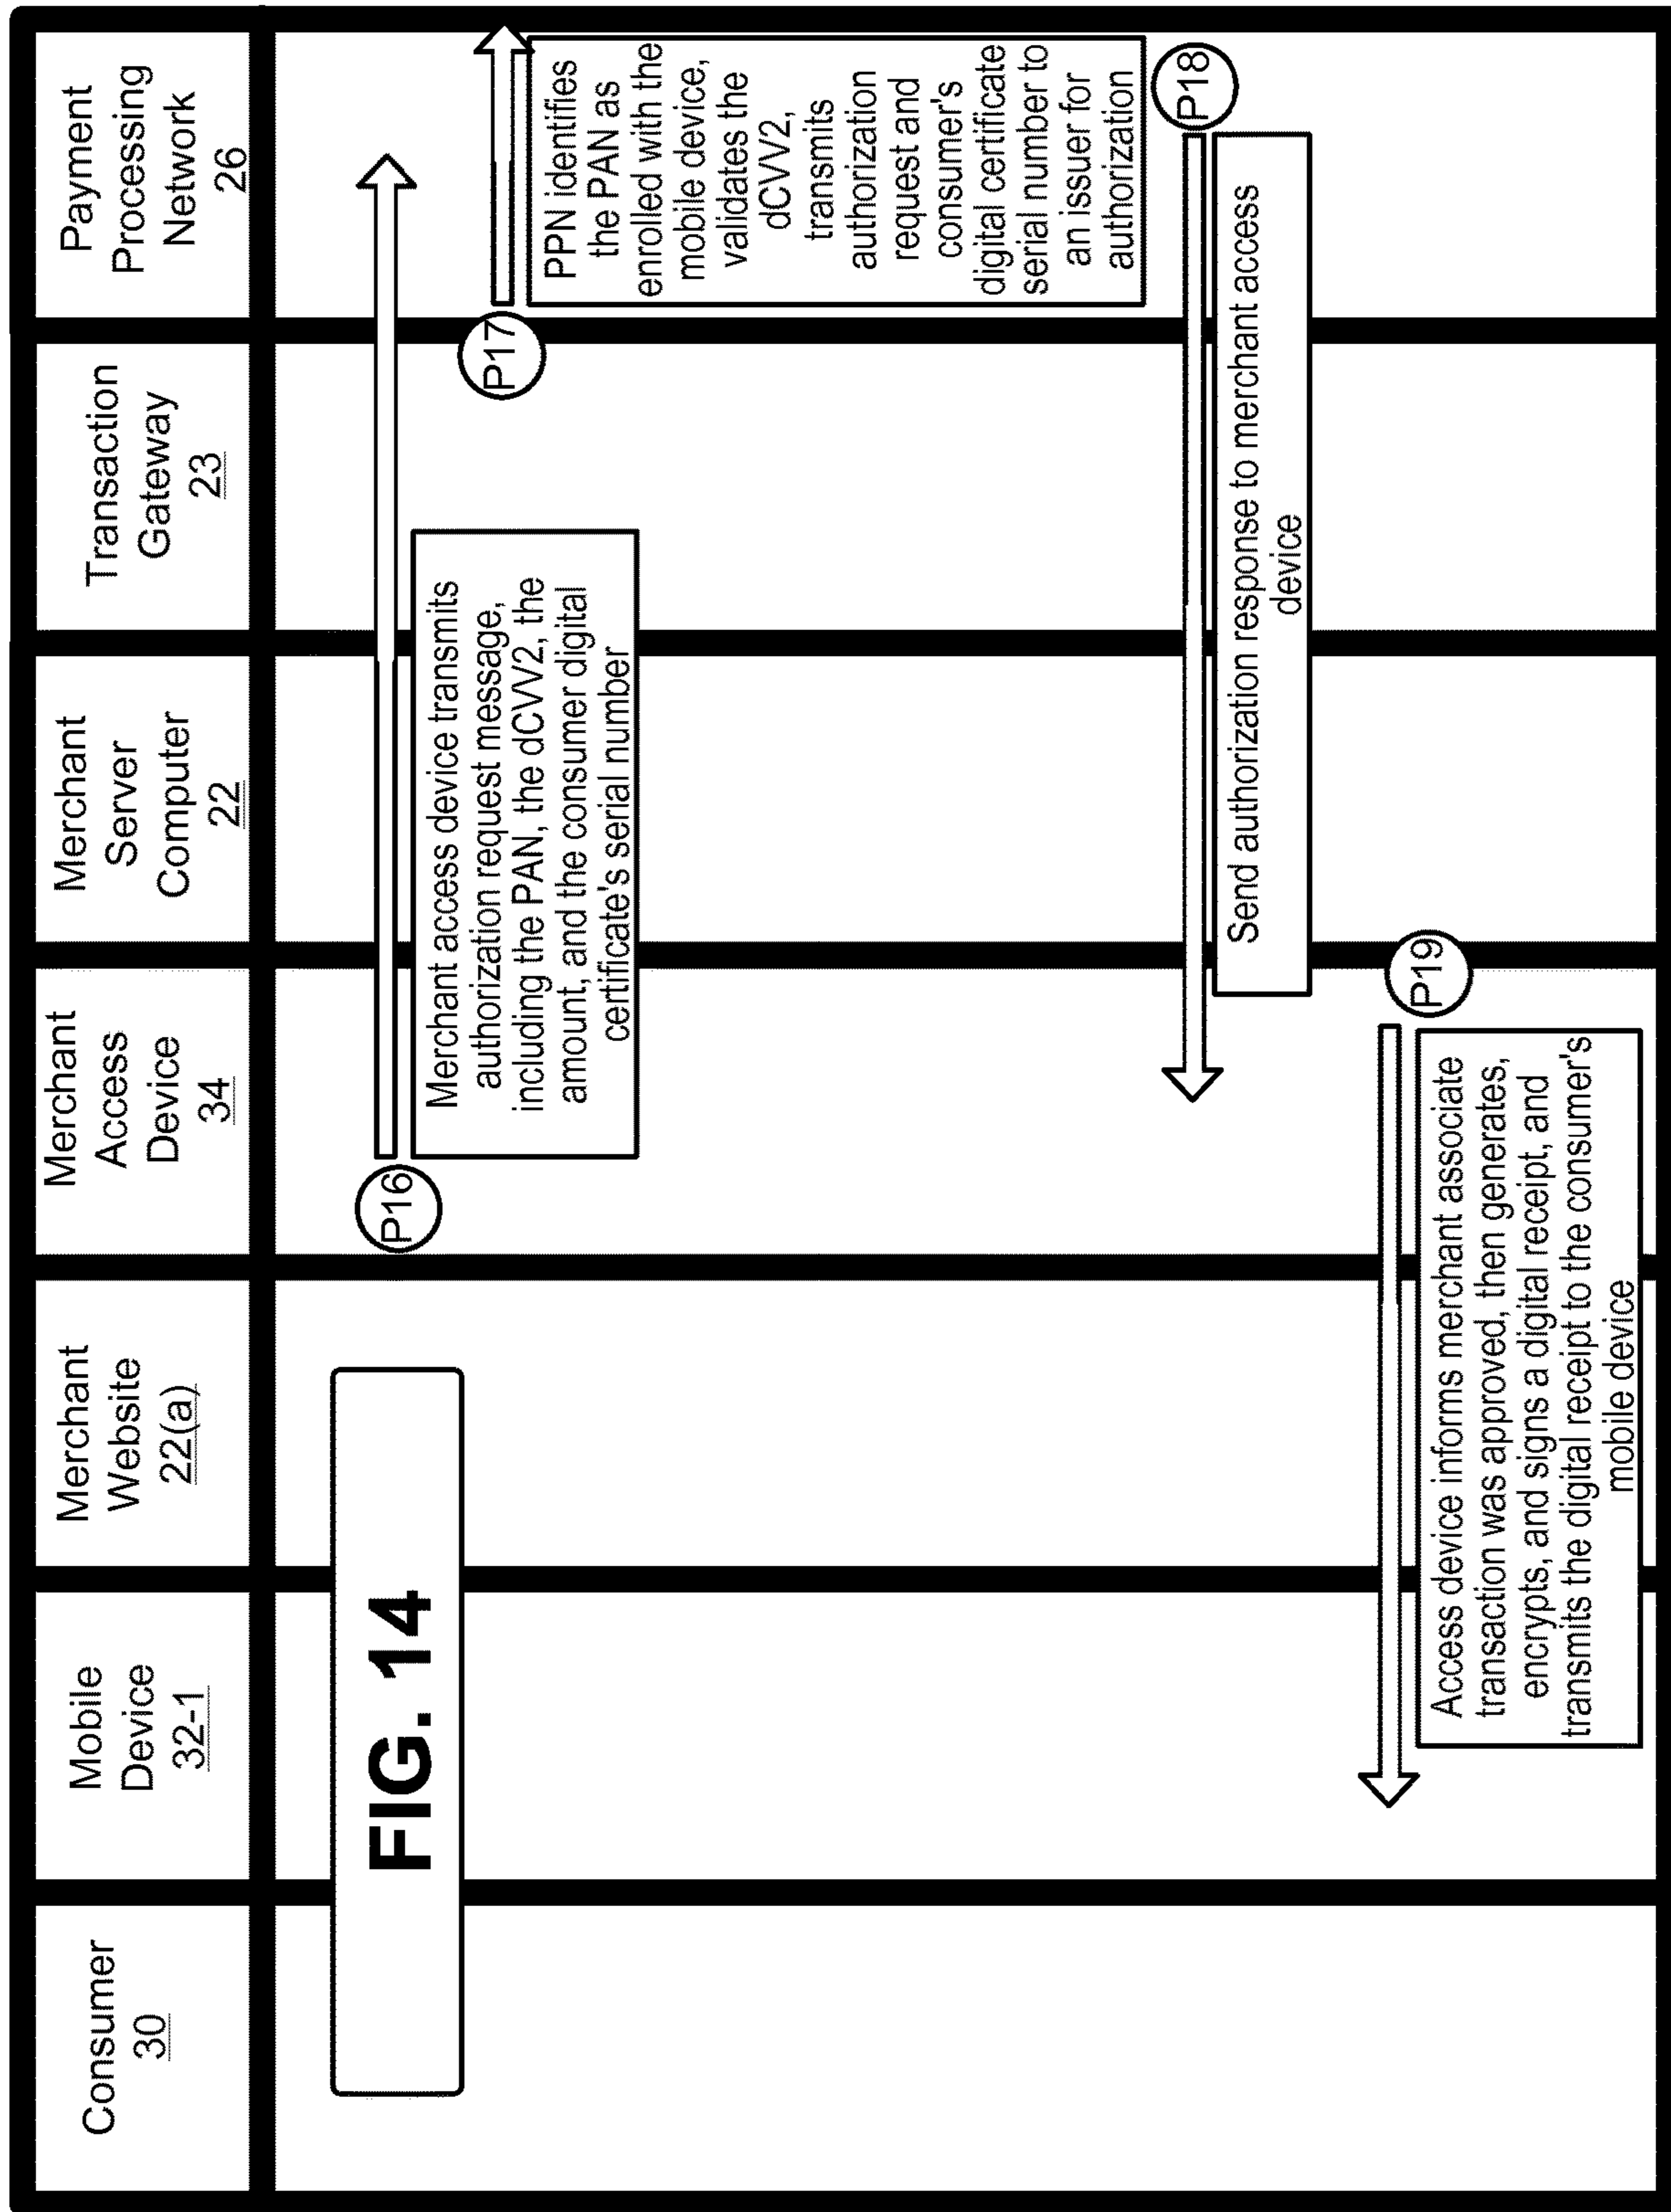 Consumer
30
Mobile
Device
32-1
Merchant
Website
22(a)
Merchant
Access
Device
34
Merchant
Server
Computer
22
Transaction
Gateway
23
Payment
Processing
Network
26
FIG. 14
P16
Merchant access device transmits
authorization request message,
including the PAN, the dCVV2, the
amount, and the consumer digital
certificate's serial number
P17
PPN identifies
the PAN as
enrolled with the
mobile device,
validates the
dCVV2,
transmits
authorization
request and
consumer's
digital certificate
serial number to
an issuer for
authorization
P18
Send authorization response to merchant access
device
P19
Access device informs merchant associate
transaction was approved, then generates,
encrypts, and signs a digital receipt, and
transmits the digital receipt to the consumer's
mobile device